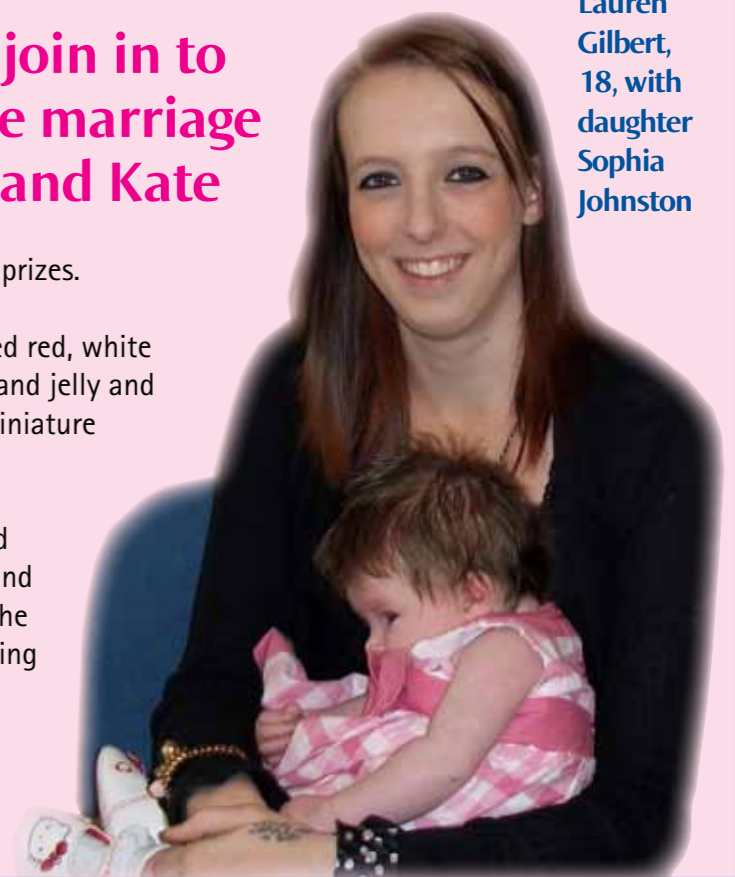 join in to
e marriage
and Kate
prizes.
ed red, white
and jelly and
iniature
d
nd
he
ing
Lauren
Gilbert,
18, with
daughter
Sophia
Johnston